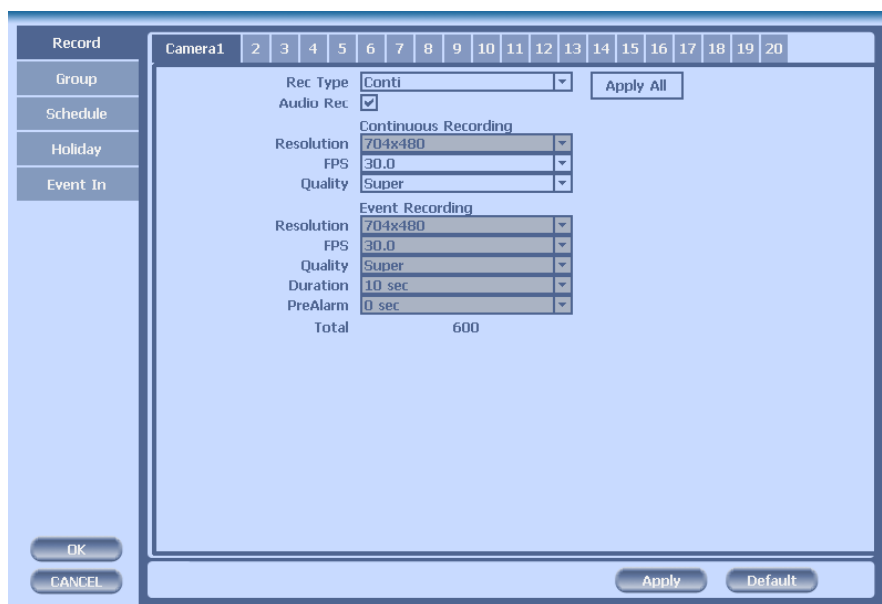 Record
Group
Schedule
Holiday
Event In
OK
CANCEL
Camera1 2 3 4 5 6 7 8 9 10 11 12 13 14 15 16 17 18 19 20
Rec Type Conti Apply All
Audio Rec
Continuous Recording
Resolution 704x480
FPS 30.0
Quality Super
Event Recording
Resolution 704x480
FPS 30.0
Quality Super
Duration 10 sec
PreAlarm 0 sec
Total 600
Apply Default